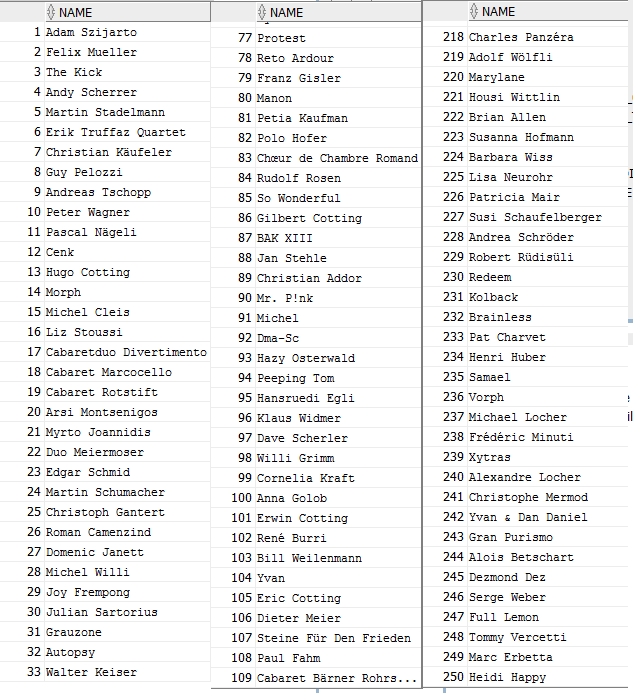 NAME
1 Adam Szijarto
2 Felix Mueller
3 The Kick
4 Andy Scherrer
5 Martin Stadelmann
6 Erik Truffaz Quartet
7 Christian Käufeler
8 Guy Pelozzi
9 Andreas Tschopp
10 Peter Wagner
11 Pascal Nägeli
12 Cenk
13 Hugo Cotting
14 Morph
15 Michel Cleis
16 Liz Stoussi
17 Cabaretduo Divertimento
18 Cabaret Marcocello
19 Cabaret Rotstift
20 Arsi Montsenigos
21 Myrto Joannidis
22 Duo Meiermoser
23 Edgar Schmid
24 Martin Schumacher
25 Christoph Gantert
26 Roman Camenzind
27 Domenic Janett
28 Michel Willi
29 Joy Frempong
30 Julian Sartorius
31 Grauzone
32 Autopsy
33 Walter Keiser
NAME
77 Protest
78 Reto Ardour
79 Franz Gisler
80 Manon
81 Petia Kaufman
82 Polo Hofer
83 Chœur de Chambre Romand
84 Rudolf Rosen
85 So Wonderful
86 Gilbert Cotting
87 BAK XIII
88 Jan Stehle
89 Christian Addor
90 Mr. P!nk
91 Michel
92 Dma-Sc
93 Hazy Osterwald
94 Peeping Tom
95 Hansruedi Egli
96 Klaus Widmer
97 Dave Scherler
98 Willi Grimm
99 Cornelia Kraft
100 Anna Golob
101 Erwin Cotting
102 René Burri
103 Bill Weilenmann
104 Yvan
105 Eric Cotting
106 Dieter Meier
107 Steine Für Den Frieden
108 Paul Fahm
109 Cabaret Bärner Rohrs...
NAME
218 Charles Panzéra
219 Adolf Wölfli
220 Marylane
221 Housi Wittlin
222 Brian Allen
223 Susanna Hofmann
224 Barbara Wiss
225 Lisa Neurohr
226 Patricia Mair
227 Susi Schaufelberger
228 Andrea Schröder
229 Robert Rüdisüli
230 Redeem
231 Kolback
232 Brainless
233 Pat Charvet
234 Henri Huber
235 Samael
236 Vorph
237 Michael Locher
238 Frédéric Minuti
239 Xytras
240 Alexandre Locher
241 Christophe Mermod
242 Yvan & Dan Daniel
243 Gran Purismo
244 Alois Betschart
245 Dezmond Dez
246 Serge Weber
247 Full Lemon
248 Tommy Vercetti
249 Marc Erbetta
250 Heidi Happy